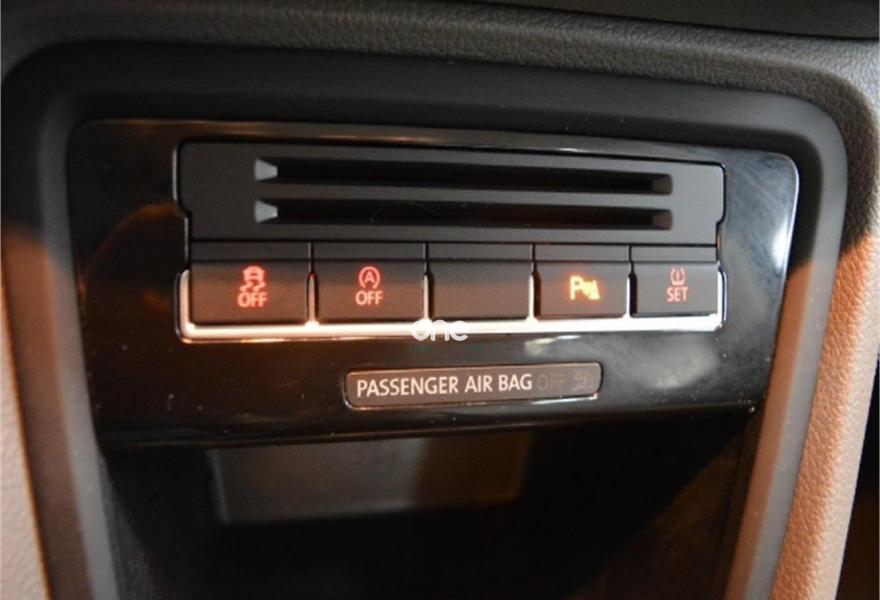 OFF
A OFF
P
SET
one
PASSENGER AIR BAG OFF